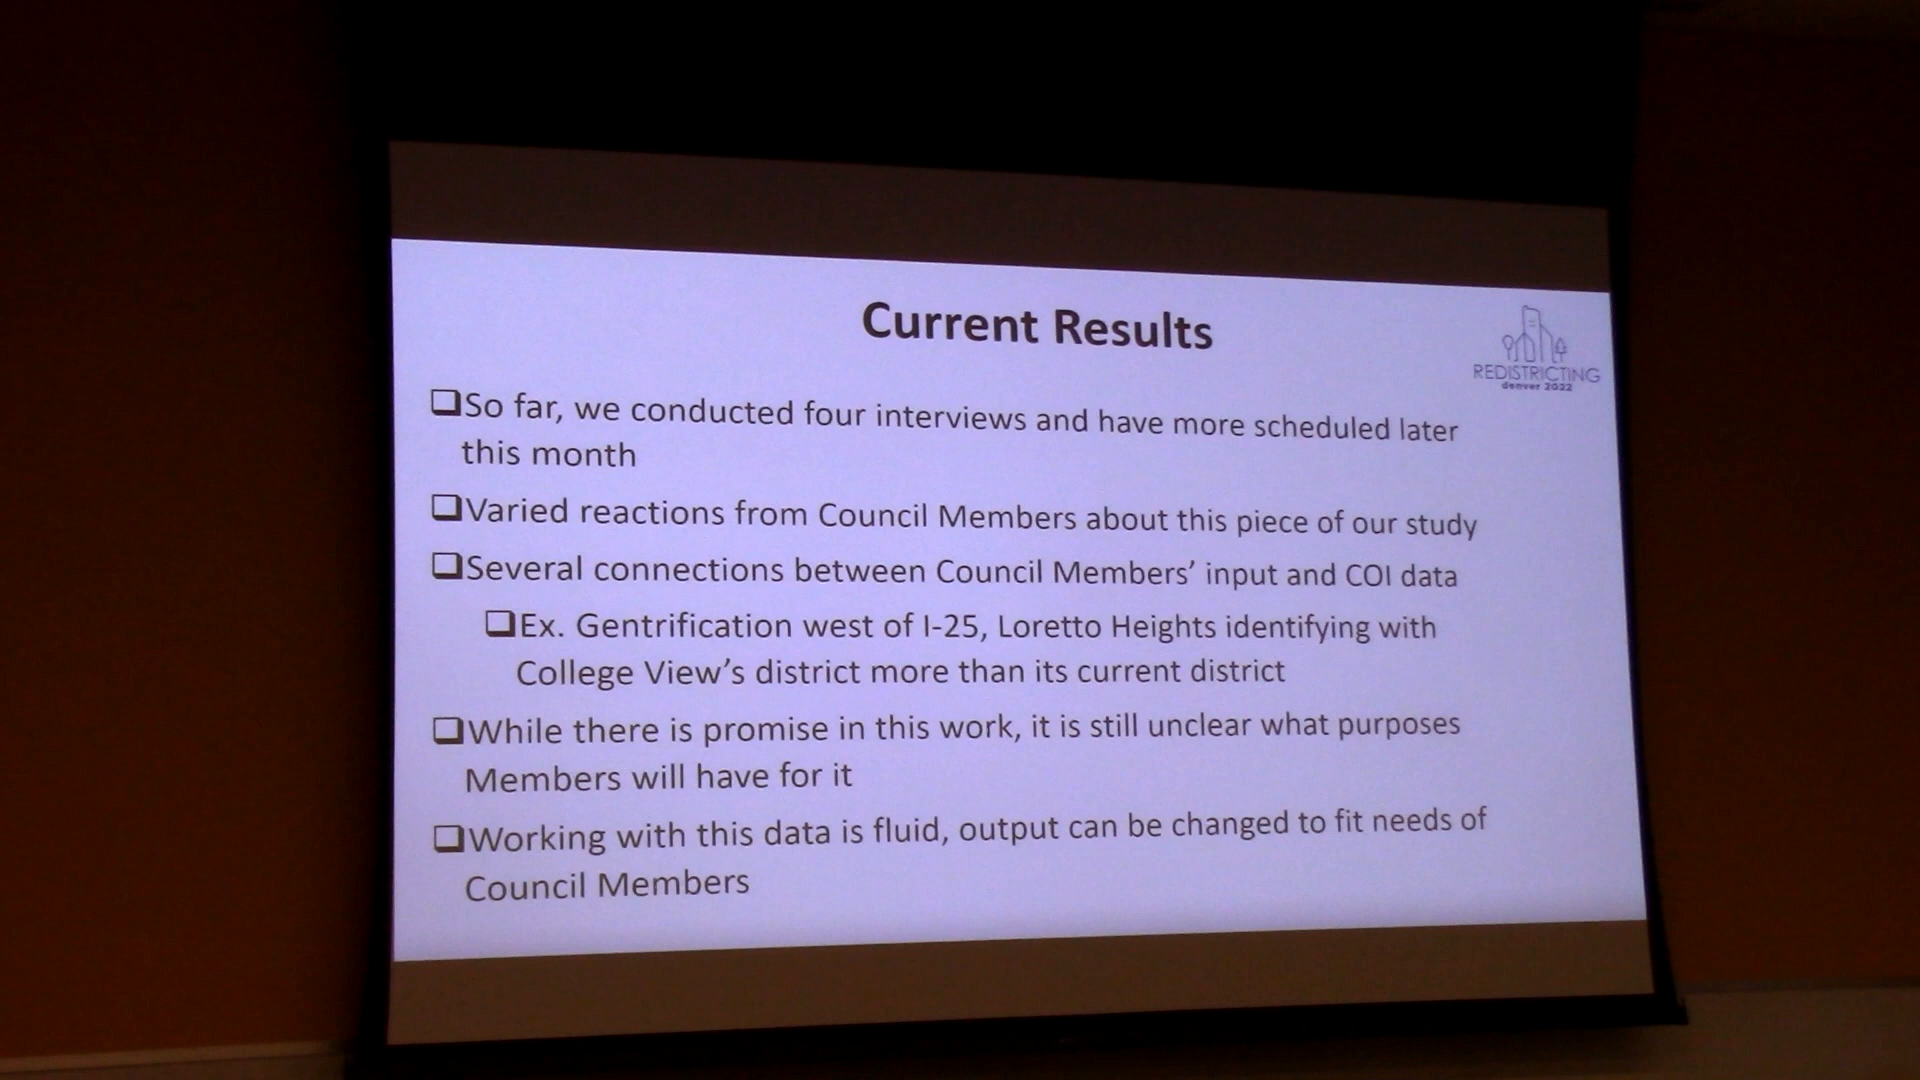 Current Results
REDISTRICTING
denver 2022
❑So far, we conducted four interviews and have more scheduled later
this month
❑Varied reactions from Council Members about this piece of our study
❑Several connections between Council Members’ input and COI data
❑Ex. Gentrification west of I-25, Loretto Heights identifying with
College View’s district more than its current district
❑While there is promise in this work, it is still unclear what purposes
Members will have for it
❑Working with this data is fluid, output can be changed to fit needs of
Council Members